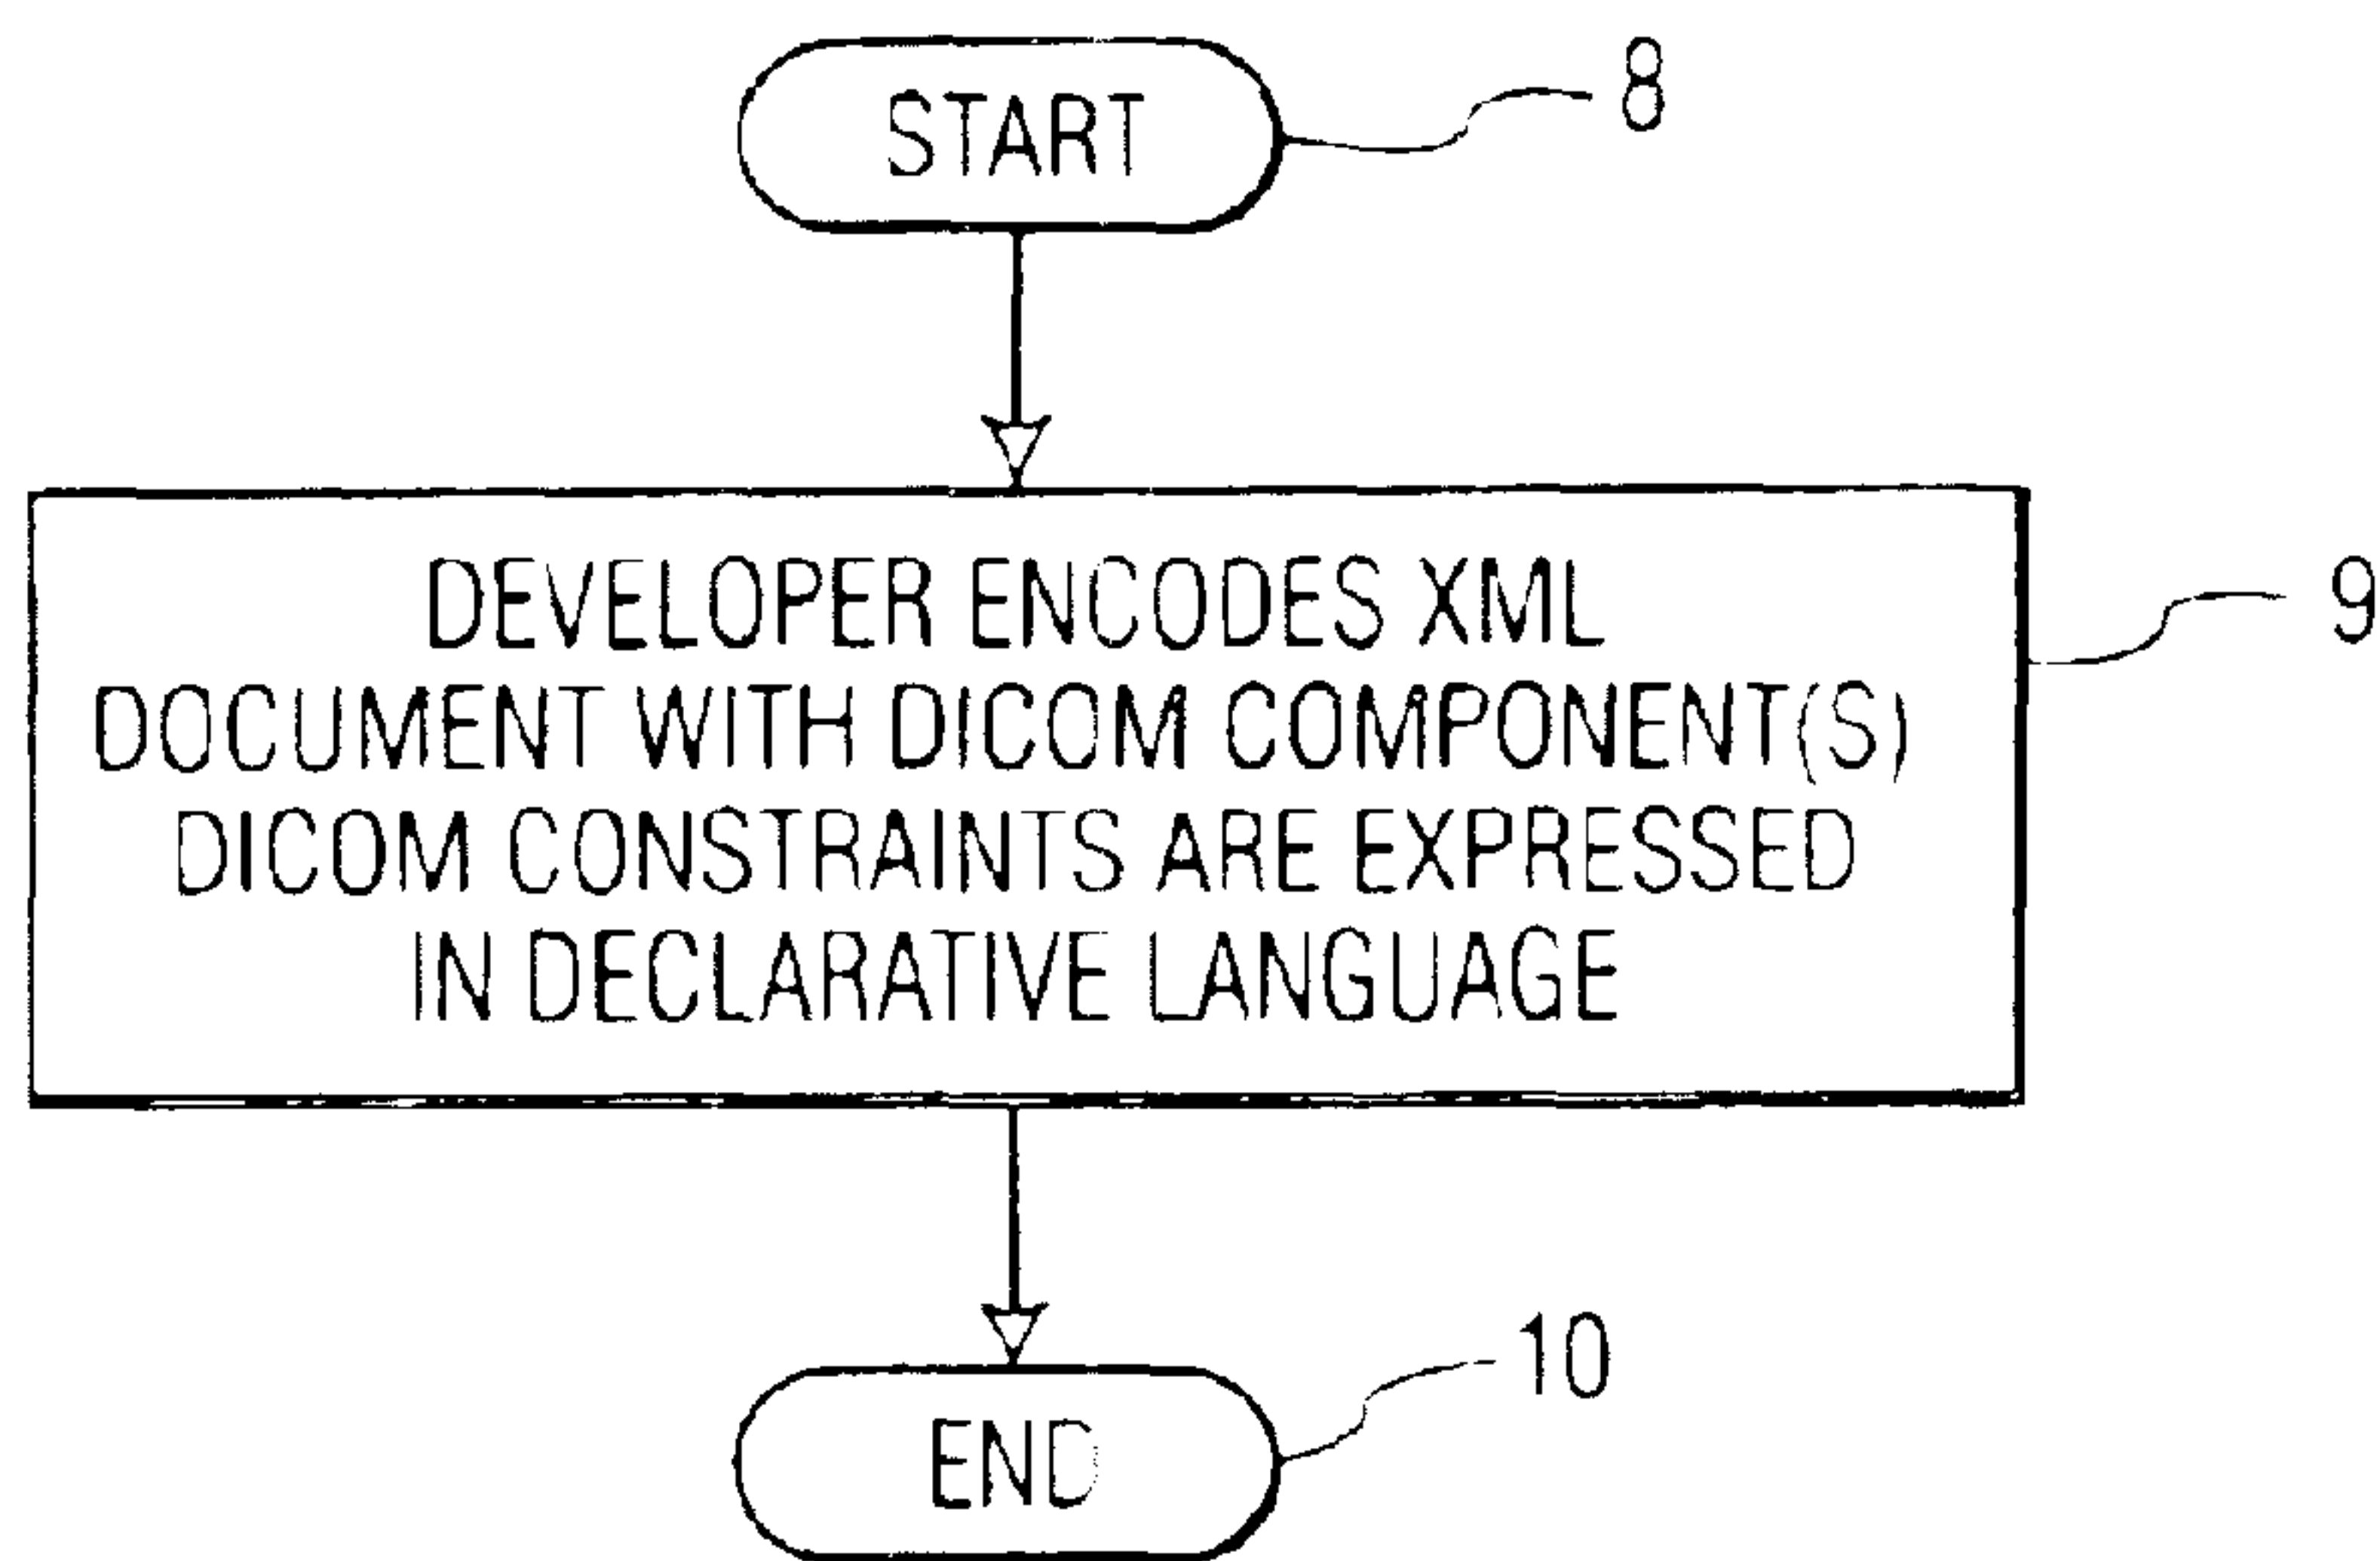 START
8
DEVELOPER ENCODES XML
DOCUMENT WITH DICOM COMPONENT(S)
DICOM CONSTRAINTS ARE EXPRESSED
IN DECLARATIVE LANGUAGE
9
END
10